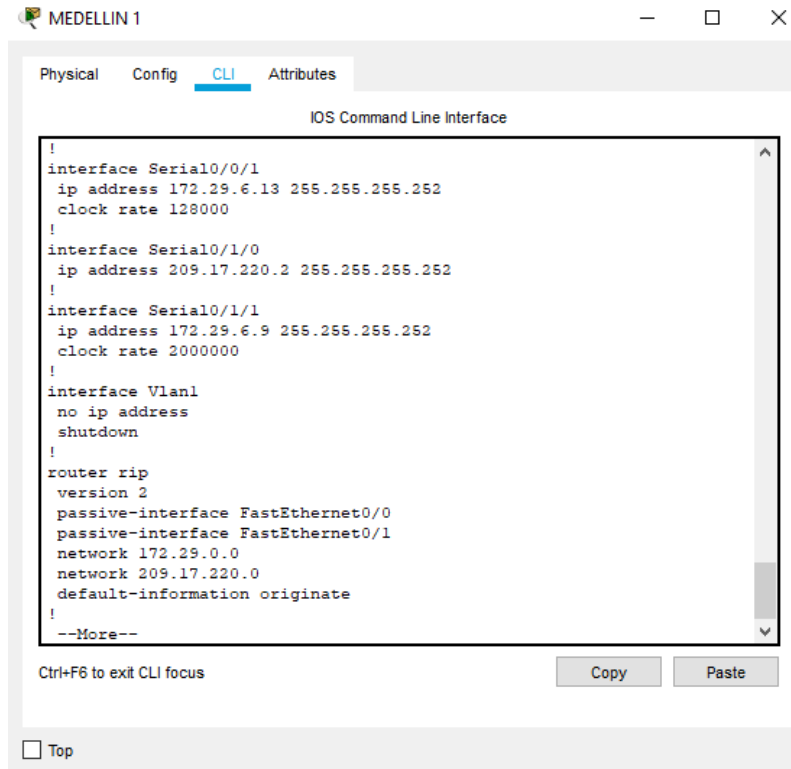 MEDELLIN 1
Physical Config CLI Attributes
IOS Command Line Interface
!
interface Serial0/0/1
 ip address 172.29.6.13 255.255.255.252
 clock rate 128000
!
interface Serial0/1/0
 ip address 209.17.220.2 255.255.255.252
!
interface Serial0/1/1
 ip address 172.29.6.9 255.255.255.252
 clock rate 2000000
!
interface Vlan1
 no ip address
 shutdown
!
router rip
 version 2
 passive-interface FastEthernet0/0
 passive-interface FastEthernet0/1
 network 172.29.0.0
 network 209.17.220.0
 default-information originate
!
 --More--
Ctrl+F6 to exit CLI focus Copy Paste
Top